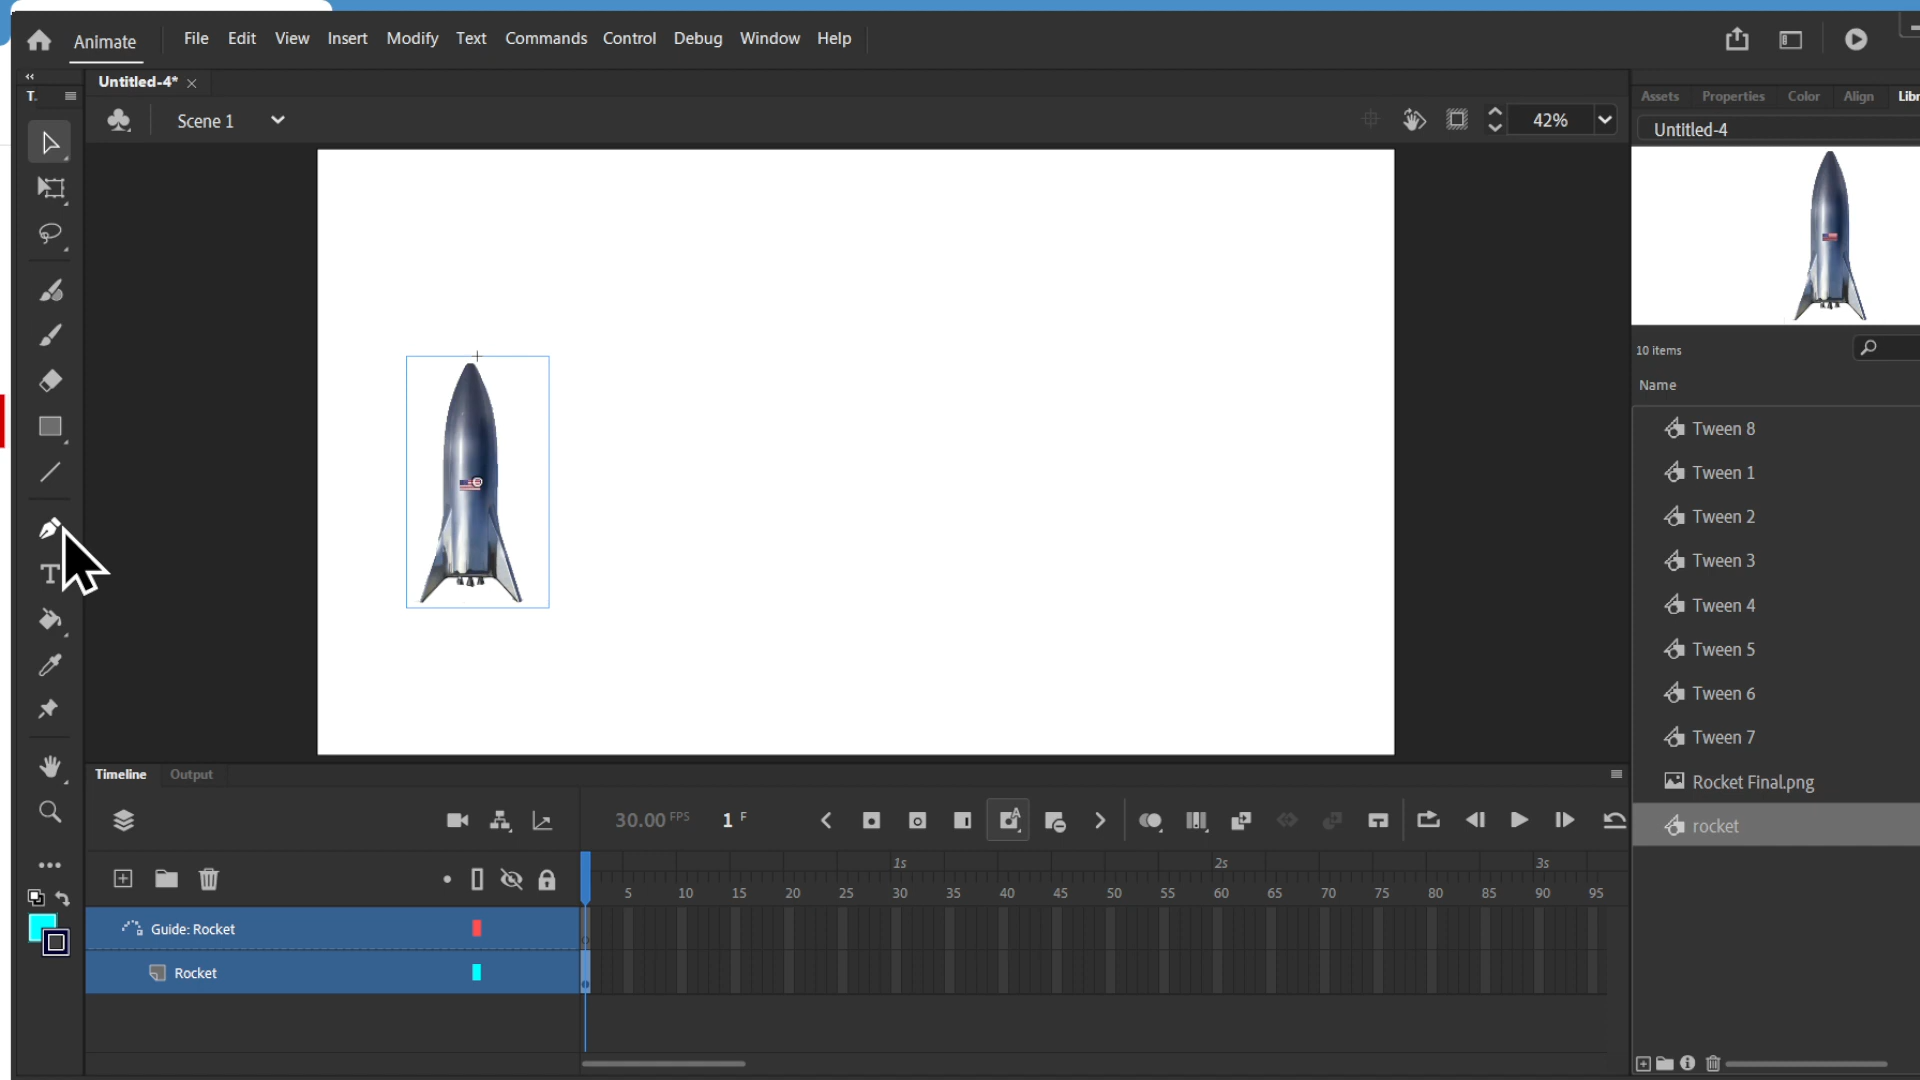 Animate File Edit View Insert Modify Text Commands Control Debug Window Help
T. Untitled-4* ×
Assets Properties Color Align Libr
Scene 1 42%
Untitled-4
10 items
Name
Tween 8
Tween 1
Tween 2
Tween 3
Tween 4
Tween 5
Tween 6
Tween 7
Rocket Final.png
rocket
T
Timeline Output
30.00 FPS 1 F
1s 2s 3s
5 10 15 20 25 30 35 40 45 50 55 60 65 70 75 80 85 90 95
Guide: Rocket
Rocket